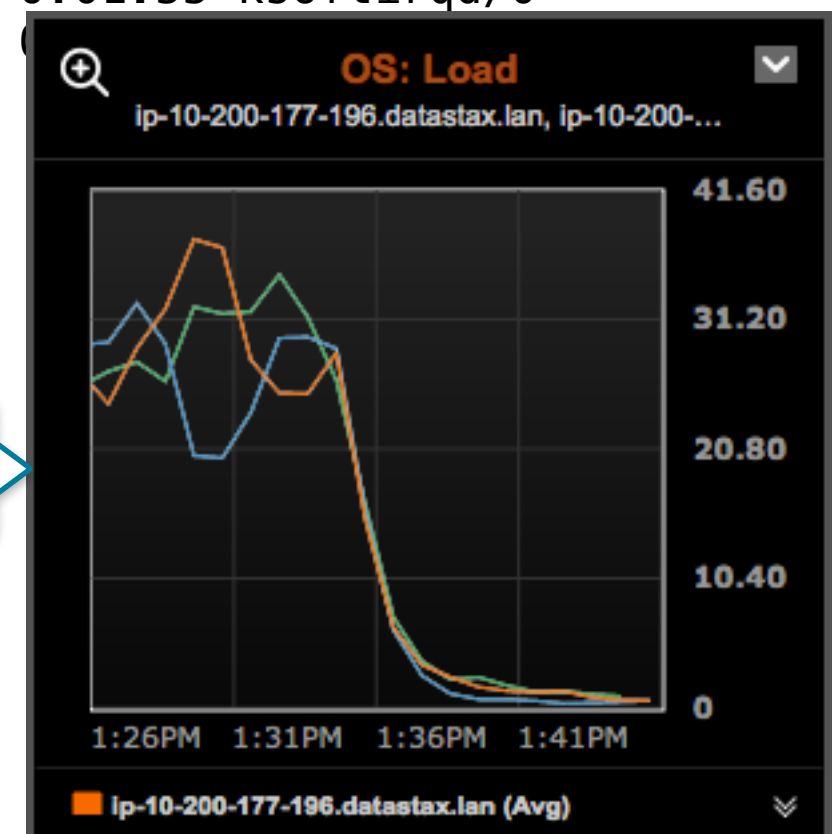 OS: Load
ip-10-200-177-196.datastax.lan, ip-10-200-...
41.60
31.20
20.80
10.40
0
1:26PM 1:31PM 1:36PM 1:41PM
ip-10-200-177-196.datastax.lan (Avg)